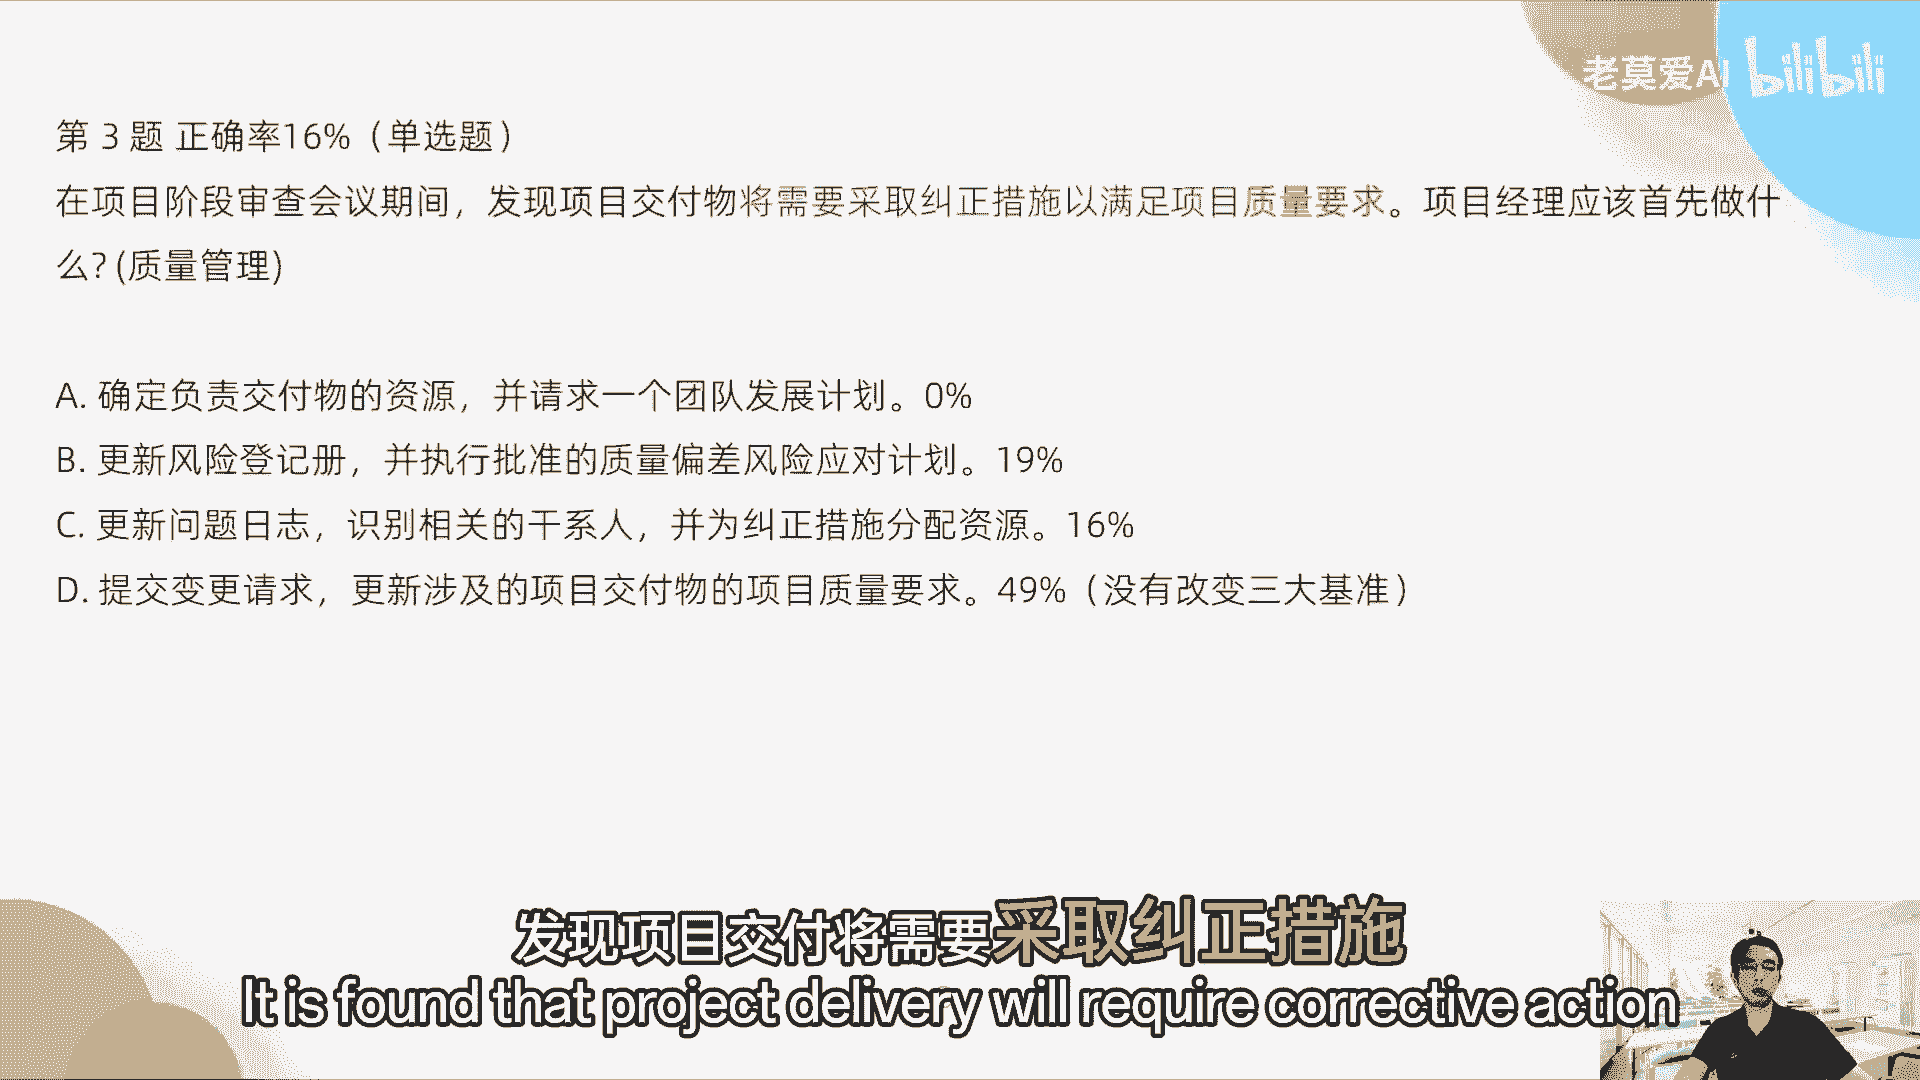 老莫爱AI bilibili
第 3 题 正确率16%（单选题）
在项目阶段审查会议期间，发现项目交付物将需要采取纠正措施以满足项目质量要求。项目经理应该首先做什
么? (质量管理)
A. 确定负责交付物的资源，并请求一个团队发展计划。0%
B. 更新风险登记册，并执行批准的质量偏差风险应对计划。19%
C. 更新问题日志，识别相关的干系人，并为纠正措施分配资源。16%
D. 提交变更请求，更新涉及的项目交付物的项目质量要求。49%（没有改变三大基准）
发现项目交付将需要采取纠正措施
It is found that project delivery will require corrective action